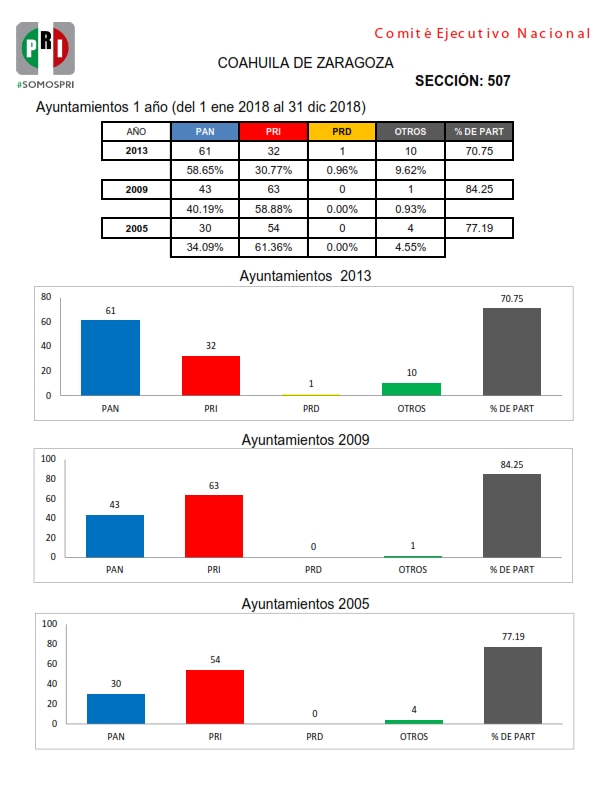 Comité Ejecutivo Nacional
PRI
#SOMOSPRI
COAHUILA DE ZARAGOZA
SECCIÓN: 507
Ayuntamientos 1 año (del 1 ene 2018 al 31 dic 2018)
AÑO PAN PRI PRD OTROS % DE PART
2013 61 32 1 10 70.75
58.65% 30.77% 0.96% 9.62%
2009 43 63 0 1 84.25
40.19% 58.88% 0.00% 0.93%
2005 30 54 0 4 77.19
34.09% 61.36% 0.00% 4.55%
Ayuntamientos 2013
80
60
40
20
0
61 32 1 10 70.75
PAN PRI PRD OTROS % DE PART
Ayuntamientos 2009
100
80
60
40
20
0
43 63 0 1 84.25
PAN PRI PRD OTROS % DE PART
Ayuntamientos 2005
100
80
60
40
20
0
30 54 0 4 77.19
PAN PRI PRD OTROS % DE PART